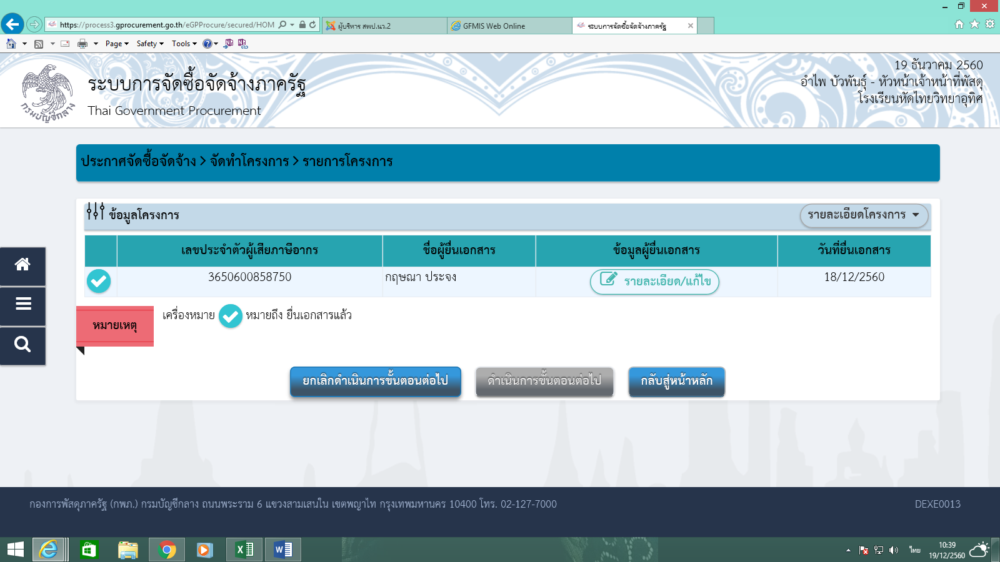 https://process3.gprocurement.go.th/eGPProcure/secured/HOM
ผู้บริหาร สพป.นว.2
GFMIS Web Online
ระบบการจัดซื้อจัดจ้างภาครัฐ
Page
Safety
Tools
กรมบัญชีกลาง
ระบบการจัดซื้อจัดจ้างภาครัฐ
Thai Government Procurement
19 ธันวาคม 2560
อำไพ บัวพันธุ์ - หัวหน้าเจ้าหน้าที่พัสดุ
โรงเรียนหัดไทยวิทยาอุทิศ
ประกาศจัดซื้อจัดจ้าง > จัดทำโครงการ > รายการโครงการ
ข้อมูลโครงการ
รายละเอียดโครงการ
เลขประจำตัวผู้เสียภาษีอากร ชื่อผู้ยื่นเอกสาร ข้อมูลผู้ยื่นเอกสาร วันที่ยื่นเอกสาร
3650600858750 กฤษณา ประจง รายละเอียด/แก้ไข 18/12/2560
หมายเหตุ
เครื่องหมาย หมายถึง ยื่นเอกสารแล้ว
ยกเลิกดำเนินการขั้นตอนต่อไป ดำเนินการขั้นตอนต่อไป กลับสู่หน้าหลัก
กองการพัสดุภาครัฐ (กพภ.) กรมบัญชีกลาง ถนนพระราม 6 แขวงสามเสนใน เขตพญาไท กรุงเทพมหานคร 10400 โทร. 02-127-7000
DEXE0013
ไทย
10:39
19/12/2560